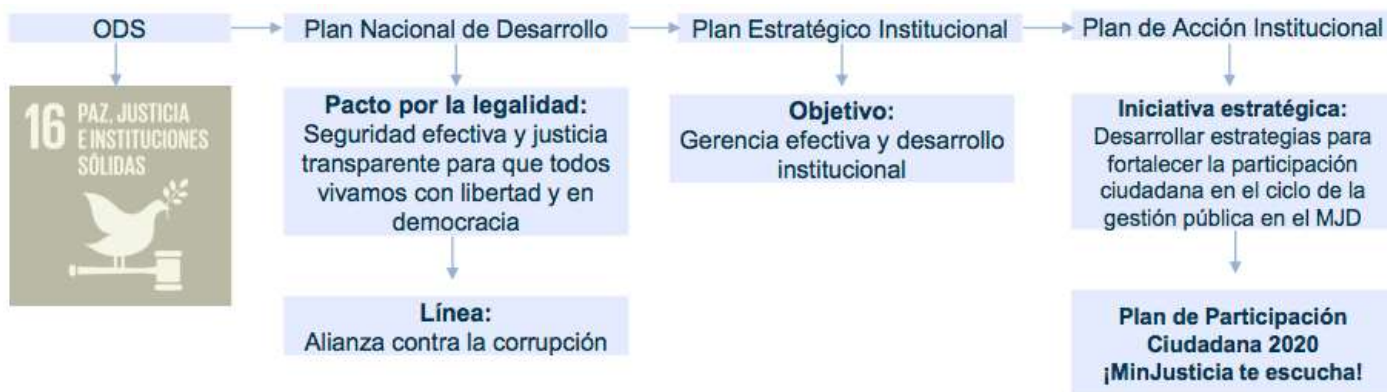 ODS
Plan Nacional de Desarrollo
Plan Estratégico Institucional
Plan de Acción Institucional
16 PAZ, JUSTICIA
E INSTITUCIONES
SÓLIDAS
Pacto por la legalidad:
Seguridad efectiva y justicia
transparente para que todos
vivamos con libertad y en
democracia
Línea:
Alianza contra la corrupción
Objetivo:
Gerencia efectiva y desarrollo
institucional
Iniciativa estratégica:
Desarrollar estrategias para
fortalecer la participación
ciudadana en el ciclo de la
gestión pública en el MJD
Plan de Participación
Ciudadana 2020
¡MinJusticia te escucha!